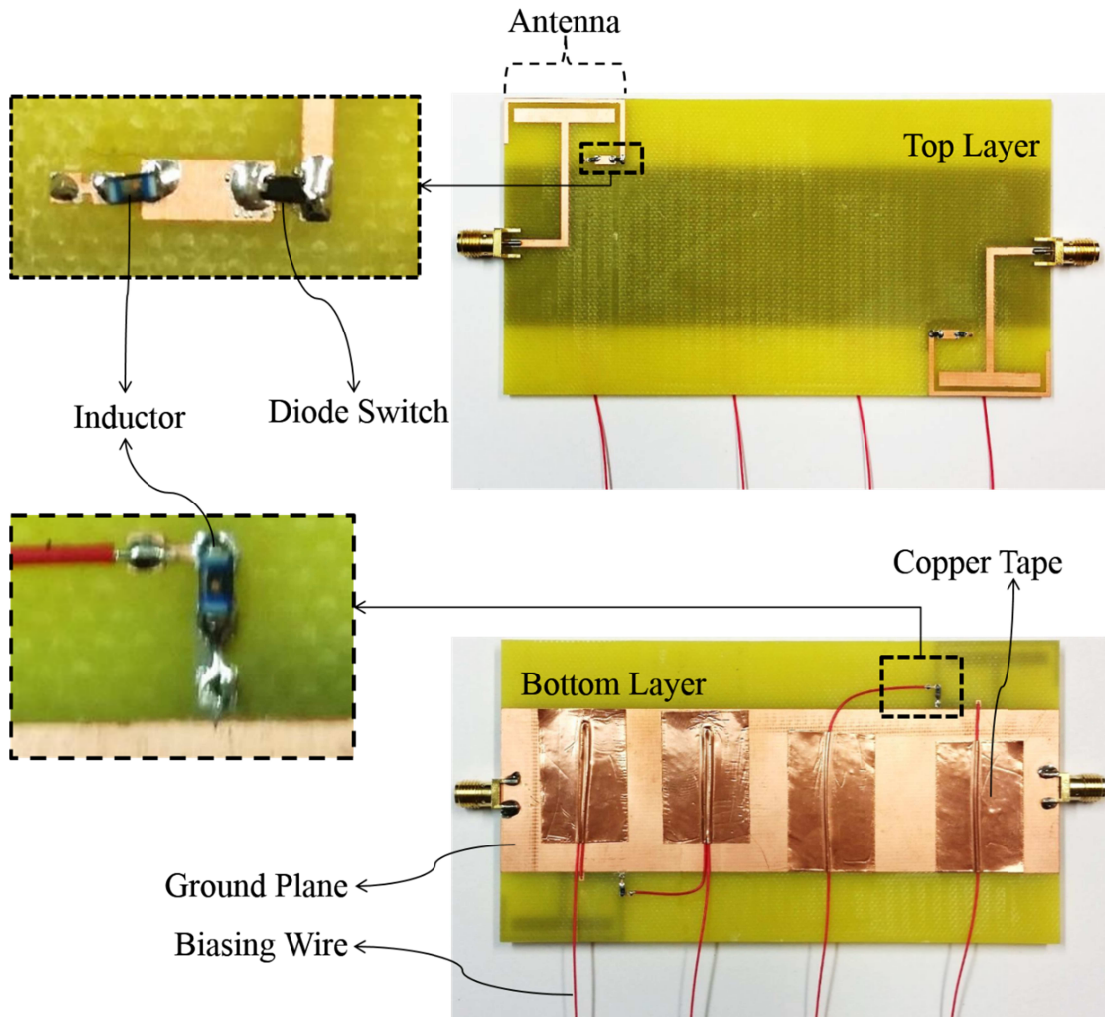 Antenna
Top Layer
Inductor
Diode Switch
Copper Tape
Bottom Layer
Ground Plane
Biasing Wire